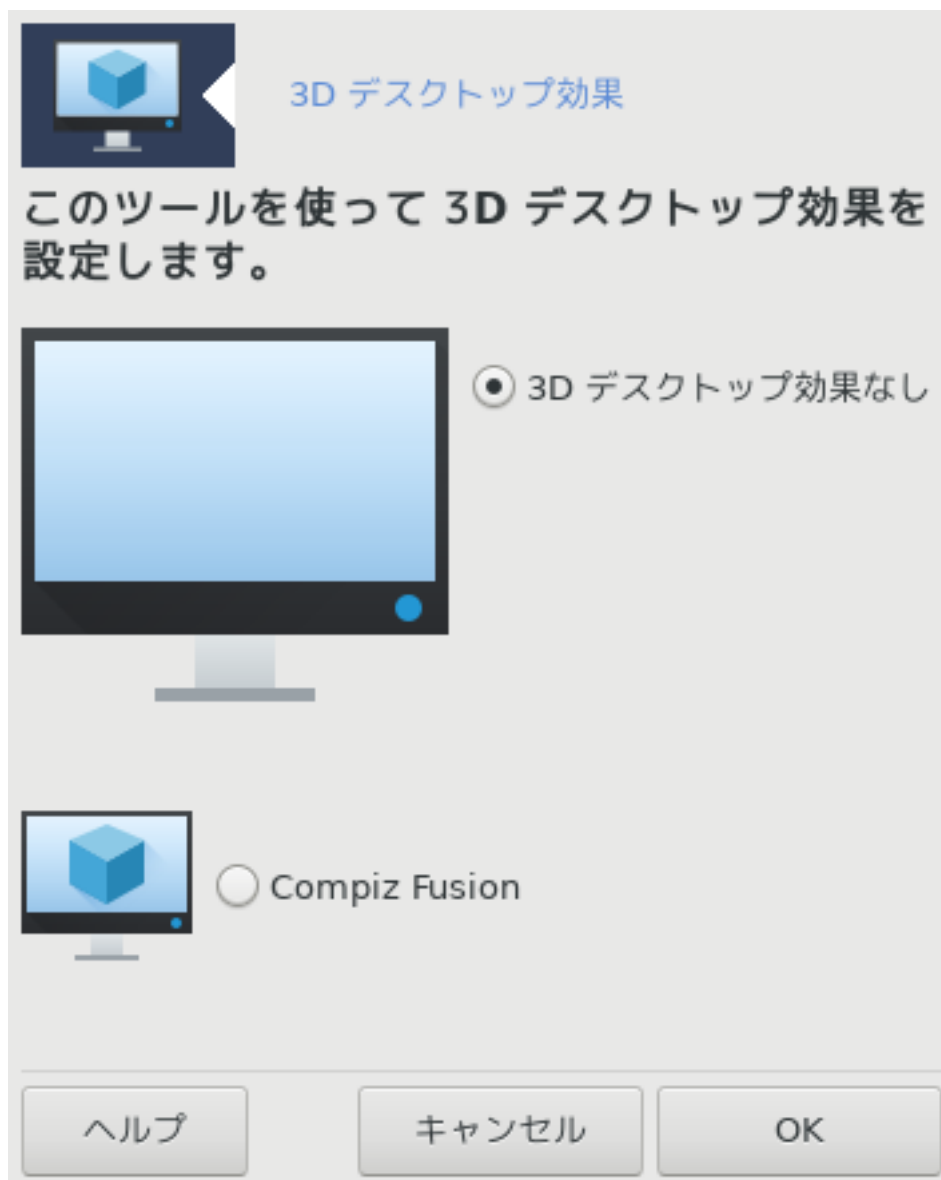 3D デスクトップ効果
このツールを使って 3D デスクトップ効果を
設定します。
3D デスクトップ効果なし
Compiz Fusion
ヘルプ
キャンセル
OK